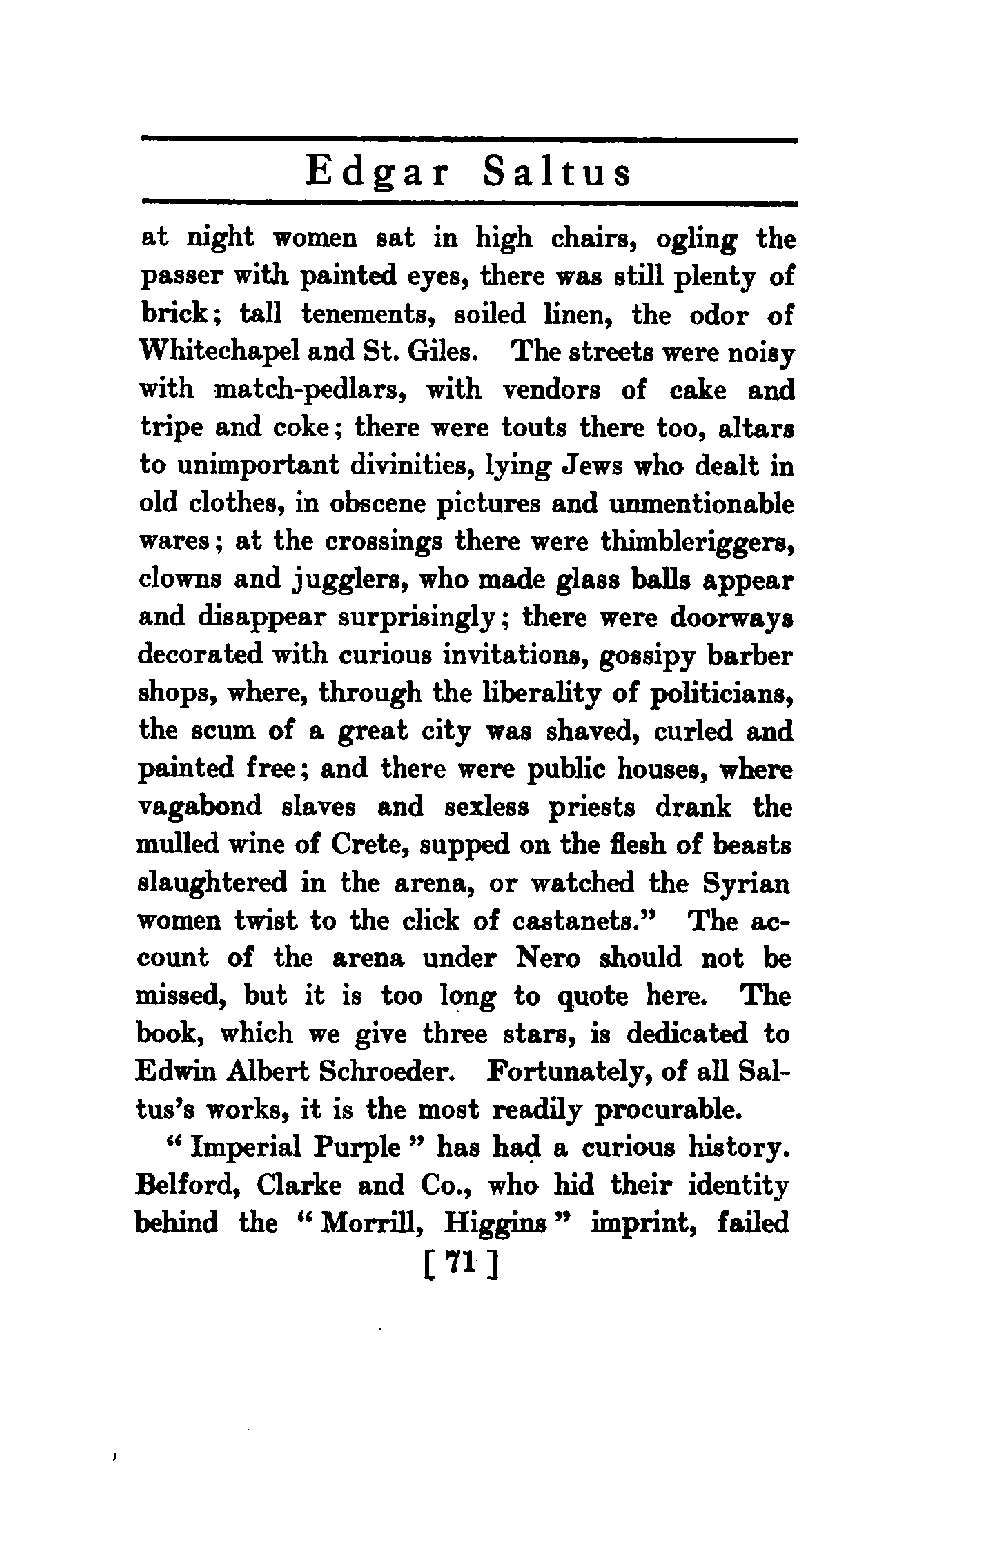 Edgar Saltus
at night women sat in high chairs, ogling the
passer with painted eyes, there was still plenty of
brick; tall tenements, soiled linen, the odor of
Whitechapel and St. Giles. The streets were noisy
with match-pedlars, with vendors of cake and
tripe and coke; there were touts there too, altars
to unimportant divinities, lying Jews who dealt in
old clothes, in obscene pictures and unmentionable
wares; at the crossings there were thimbleriggers,
clowns and jugglers, who made glass balls appear
and disappear surprisingly; there were doorways
decorated with curious invitations, gossipy barber
shops, where, through the liberality of politicians,
the scum of a great city was shaved, curled and
painted free; and there were public houses, where
vagabond slaves and sexless priests drank the
mulled wine of Crete, supped on the flesh of beasts
slaughtered in the arena, or watched the Syrian
women twist to the click of castanets.” The ac-
count of the arena under Nero should not be
missed, but it is too long to quote here. The
book, which we give three stars, is dedicated to
Edwin Albert Schroeder. Fortunately, of all Sal-
tus’s works, it is the most readily procurable.
“ Imperial Purple ” has had a curious history.
Belford, Clarke and Co., who hid their identity
behind the “ Morrill, Higgins ” imprint, failed
[ 71 ]